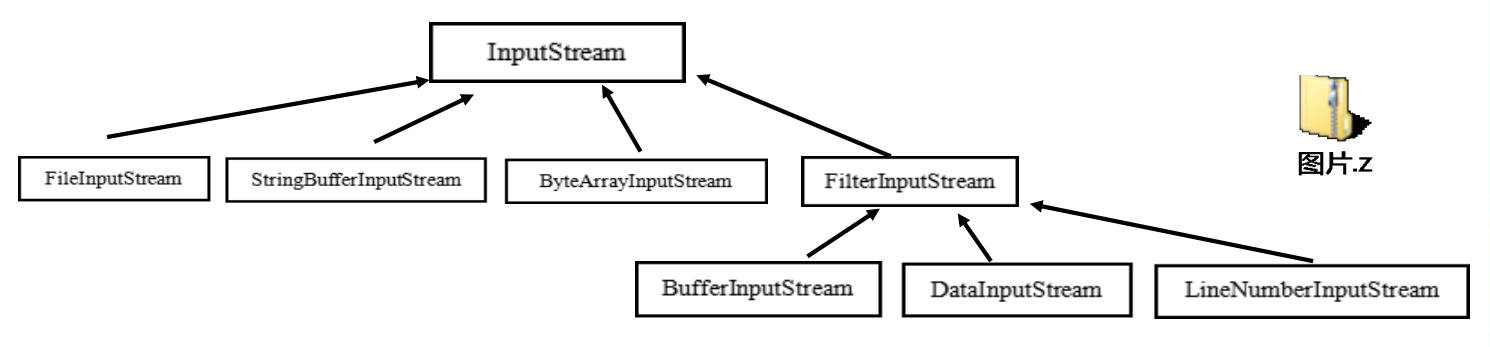 InputStream
FileInputStream
StringBufferInputStream
ByteArrayInputStream
FilterInputStream
图片.z
BufferInputStream
DataInputStream
LineNumberInputStream